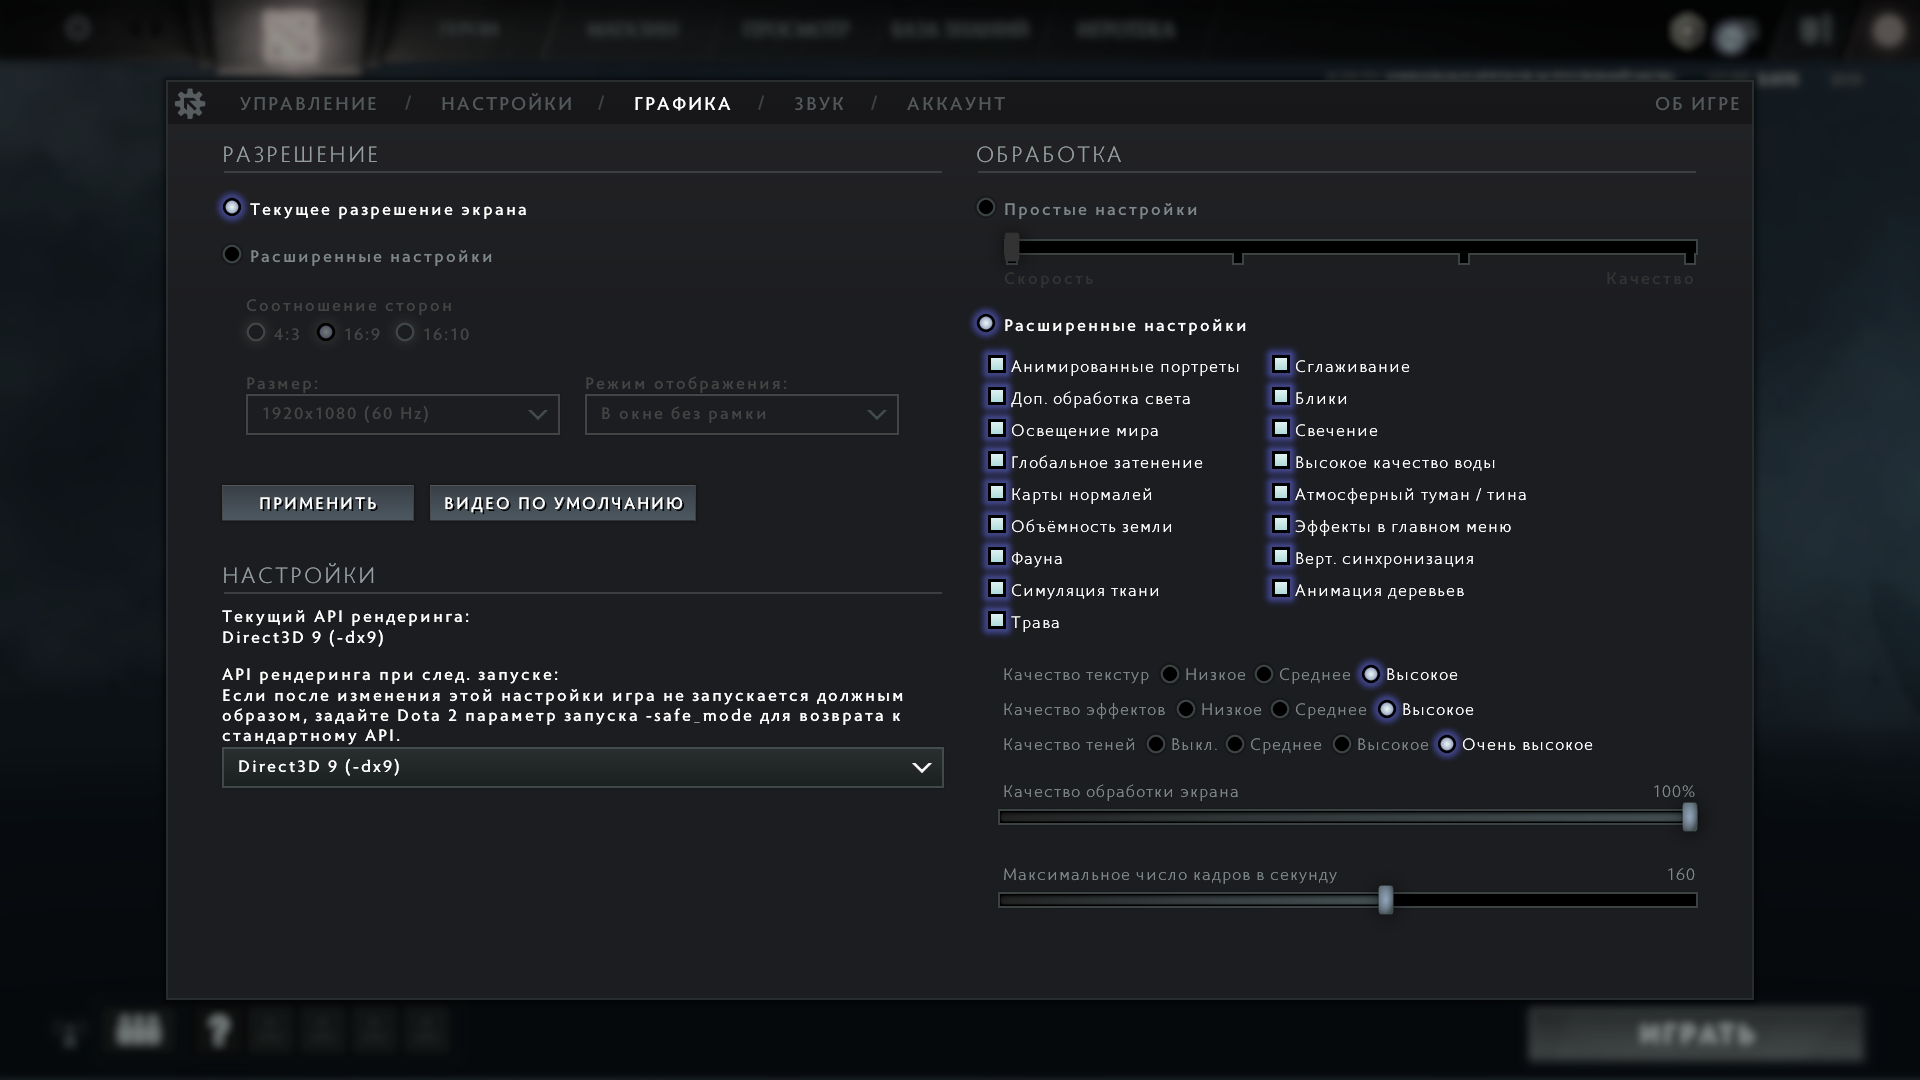 МАГАЗИН ПРОСМОТР БАЗА ЗНАНИЙ ИГРОТЕКА
УПРАВЛЕНИЕ / НАСТРОЙКИ / ГРАФИКА / ЗВУК / АККАУНТ ОБ ИГРЕ
РАЗРЕШЕНИЕ
Текущее разрешение экрана
Расширенные настройки
Соотношение сторон
4:3 16:9 16:10
Размер: Режим отображения:
1920x1080 (60 Hz) В окне без рамки
ПРИМЕНИТЬ ВИДЕО ПО УМОЛЧАНИЮ
НАСТРОЙКИ
Текущий API рендеринга:
Direct3D 9 (-dx9)
API рендеринга при след. запуске:
Если после изменения этой настройки игра не запускается должным
образом, задайте Dota 2 параметр запуска -safe_mode для возврата к
стандартному API.
Direct3D 9 (-dx9)
ОБРАБОТКА
Простые настройки
Скорость Качество
Расширенные настройки
Анимированные портреты Сглаживание
Доп. обработка света Блики
Освещение мира Свечение
Глобальное затенение Высокое качество воды
Карты нормалей Атмосферный туман / тина
Объёмность земли Эффекты в главном меню
Фауна Верт. синхронизация
Симуляция ткани Анимация деревьев
Трава
Качество текстур Низкое Среднее Высокое
Качество эффектов Низкое Среднее Высокое
Качество теней Выкл. Среднее Высокое Очень высокое
Качество обработки экрана 100%
Максимальное число кадров в секунду 160
? ИГРАТЬ